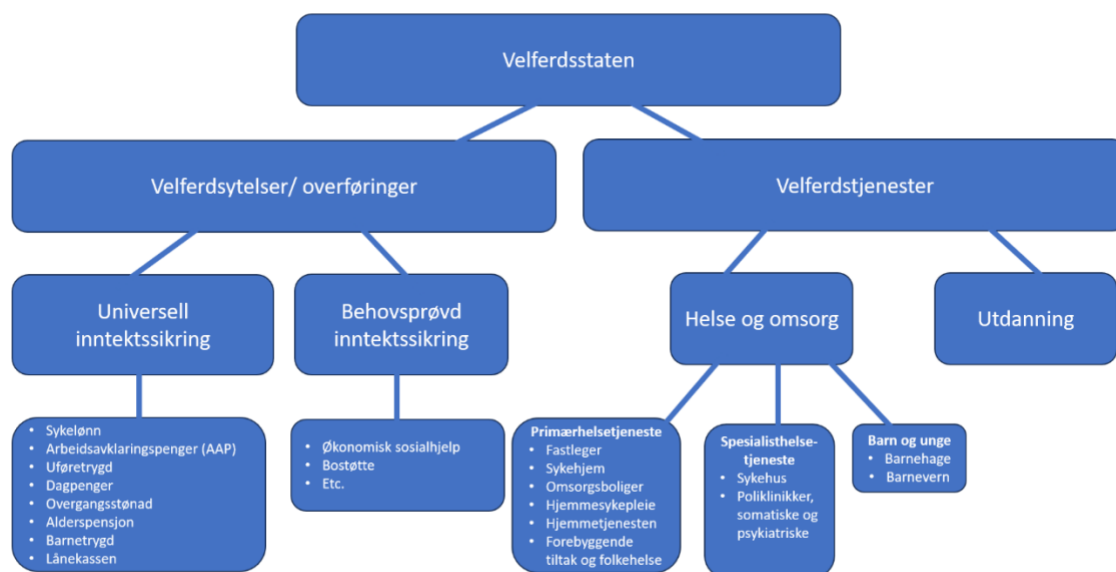 Velferdsstaten
Velferdsytelser/ overføringer
Velferdstjenester
Universell
inntektssikring
Behovsprøvd
inntektssikring
Helse og omsorg
Utdanning
• Sykelønn
• Arbeidsavklaringspenger (AAP)
• Uføretrygd
• Dagpenger
• Overgangsstønad
• Alderspensjon
• Barnetrygd
• Lånekassen
• Økonomisk sosialhjelp
• Bostøtte
• Etc.
Primærhelsetjeneste
• Fastleger
• Sykehjem
• Omsorgsboliger
• Hjemmesykepleie
• Hjemmetjenesten
• Forebyggende
tiltak og folkehelse
Spesialisthelse-
tjeneste
• Sykehus
• Poliklinikker,
somatiske og
psykiatriske
Barn og unge
• Barnehage
• Barnevern